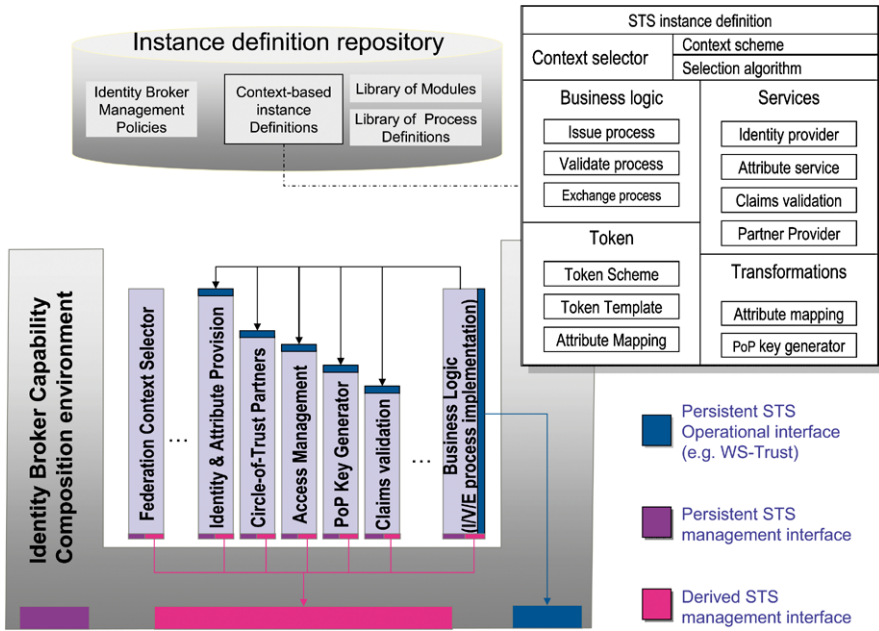 Instance definition repository
Identity Broker
Management
Policies
Context-based
instance
Definitions
Library of Modules
Library of Process
Definitions
STS instance definition
Context selector
Context scheme
Selection algorithm
Business logic
Issue process
Validate process
Exchange process
Services
Identity provider
Attribute service
Claims validation
Partner Provider
Token
Token Scheme
Token Template
Attribute Mapping
Transformations
Attribute mapping
PoP key generator
Identity Broker Capability
Composition environment
Federation Context Selector
...
Identity & Attribute Provision
Circle-of-Trust Partners
Access Management
PoP Key Generator
Claims validation
...
Business Logic
(I/V/E process implementation)
Persistent STS
Operational interface
(e.g. WS-Trust)
Persistent STS
management interface
Derived STS
management interface